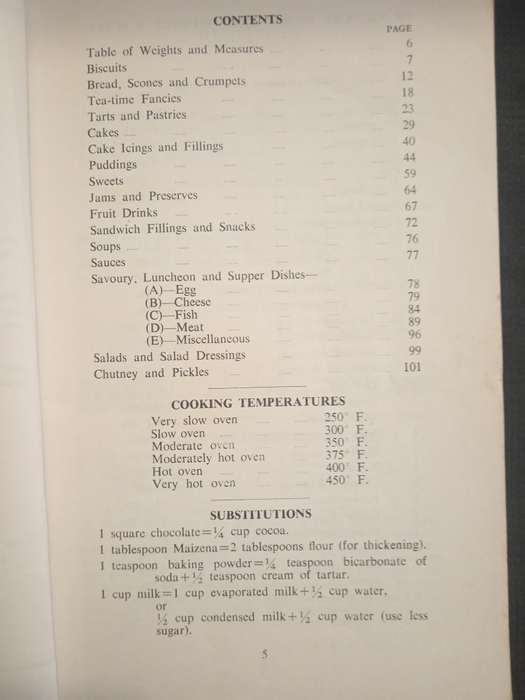 CONTENTS
PAGE
Table of Weights and Measures 6
Biscuits 7
Bread, Scones and Crumpets 12
Tea-time Fancies 18
Tarts and Pastries 23
Cakes 29
Cake Icings and Fillings 40
Puddings 44
Sweets 59
Jams and Preserves 64
Fruit Drinks 67
Sandwich Fillings and Snacks 72
Soups 76
Sauces 77
Savoury, Luncheon and Supper Dishes—
(A)—Egg 78
(B)—Cheese 79
(C)—Fish 84
(D)—Meat 89
(E)—Miscellaneous 96
Salads and Salad Dressings 99
Chutney and Pickles 101
COOKING TEMPERATURES
Very slow oven 250° F.
Slow oven 300° F.
Moderate oven 350° F.
Moderately hot oven 375° F.
Hot oven 400° F.
Very hot oven 450° F.
SUBSTITUTIONS
1 square chocolate=¼ cup cocoa.
1 tablespoon Maizena=2 tablespoons flour (for thickening).
1 teaspoon baking powder=¼ teaspoon bicarbonate of
soda+½ teaspoon cream of tartar.
1 cup milk=1 cup evaporated milk+½ cup water,
or
½ cup condensed milk+½ cup water (use less
sugar).
5